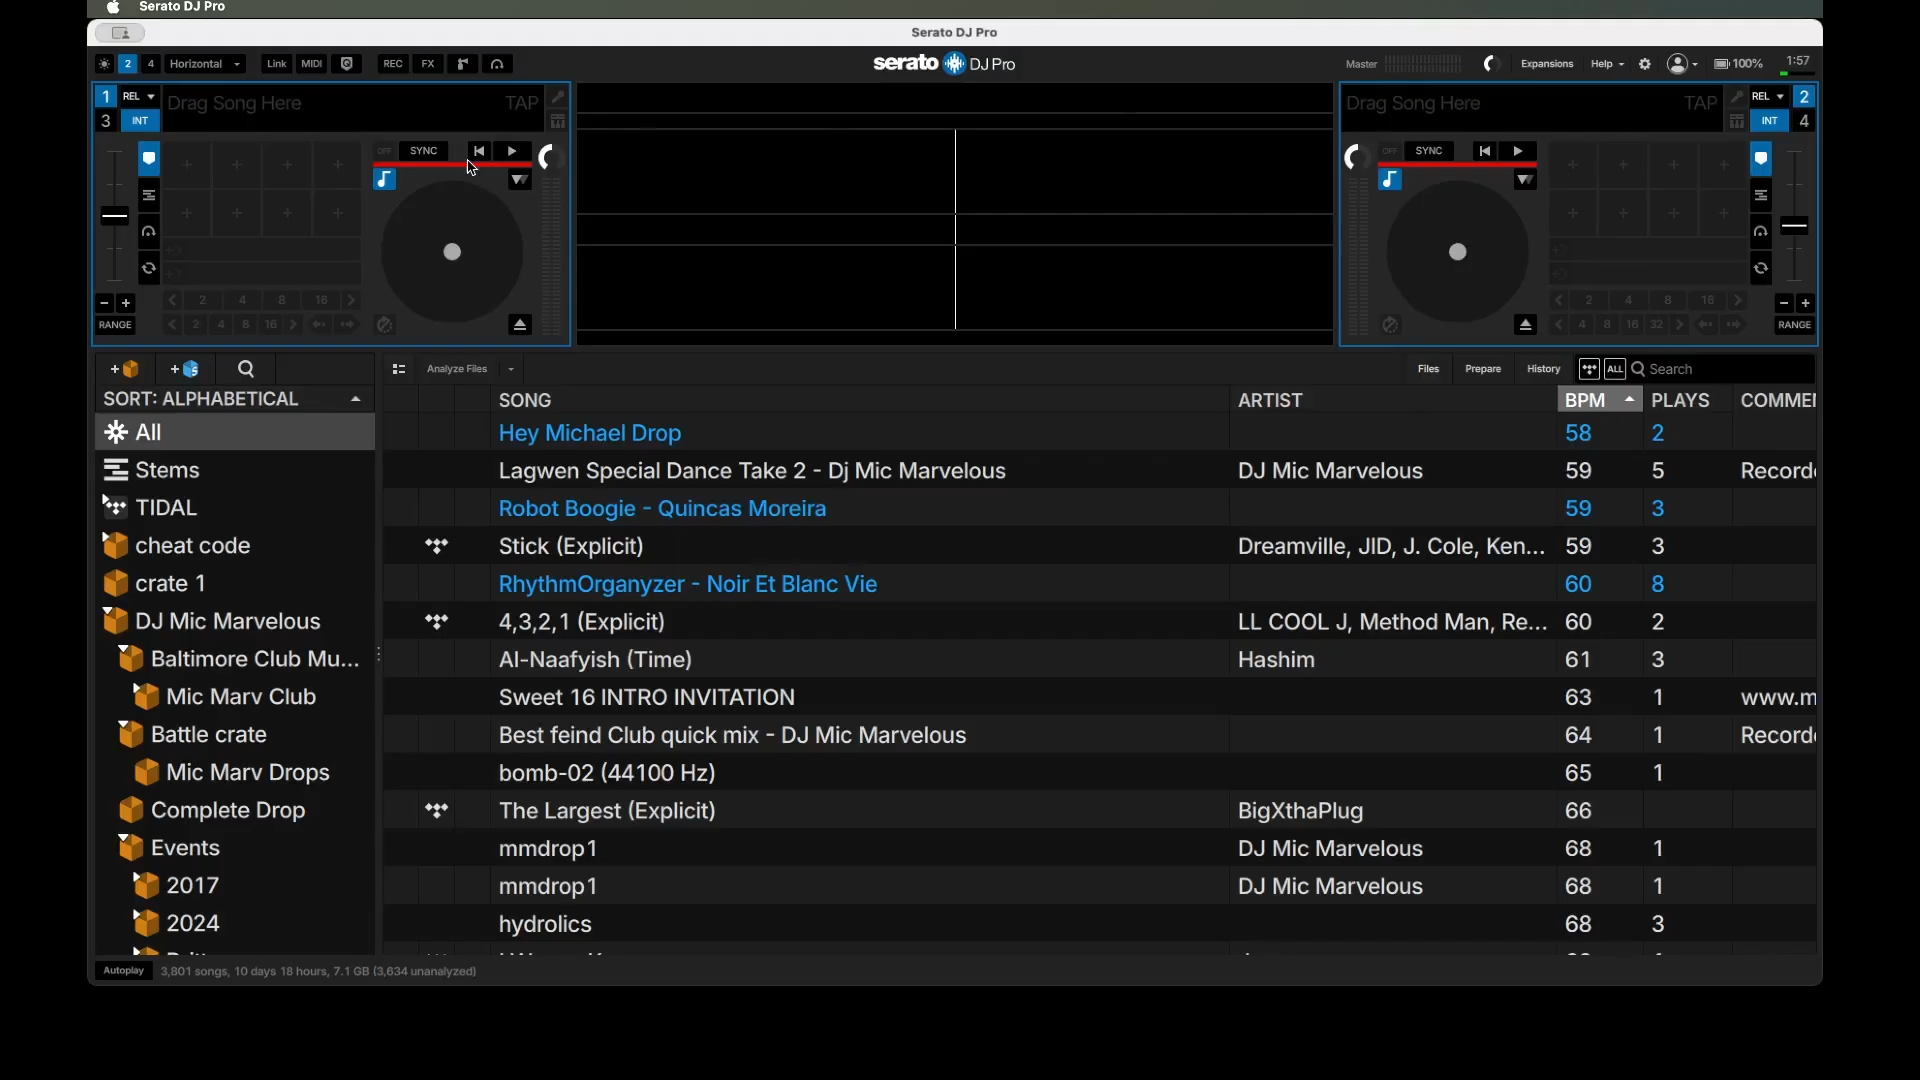 Serato DJ Pro
Serato DJ Pro
2 4 Horizontal Link MIDI REC FX serato DJ Pro Master Expansions Help 100% 1:57
1 REL Drag Song Here TAP
3 INT
OFF SYNC
2 4 8 16
RANGE 2 4 8 16
Drag Song Here TAP REL 2
INT 4
OFF SYNC
2 4 8 16
4 8 16 32 RANGE
Analyze Files Files Prepare History ALL Search
SORT: ALPHABETICAL
All
Stems
TIDAL
cheat code
crate 1
DJ Mic Marvelous
Baltimore Club Mu...
Mic Marv Club
Battle crate
Mic Marv Drops
Complete Drop
Events
2017
2024
SONG ARTIST BPM PLAYS COMMEN
Hey Michael Drop 58 2
Lagwen Special Dance Take 2 - Dj Mic Marvelous DJ Mic Marvelous 59 5 Recorde
Robot Boogie - Quincas Moreira 59 3
Stick (Explicit) Dreamville, JID, J. Cole, Ken... 59 3
RhythmOrganyzer - Noir Et Blanc Vie 60 8
4,3,2,1 (Explicit) LL COOL J, Method Man, Re... 60 2
Al-Naafyish (Time) Hashim 61 3
Sweet 16 INTRO INVITATION 63 1 www.m
Best feind Club quick mix - DJ Mic Marvelous 64 1 Recorde
bomb-02 (44100 Hz) 65 1
The Largest (Explicit) BigXthaPlug 66
mmdrop1 DJ Mic Marvelous 68 1
mmdrop1 DJ Mic Marvelous 68 1
hydrolics 68 3
Autoplay 3,801 songs, 10 days 18 hours, 7.1 GB (3,634 unanalyzed)